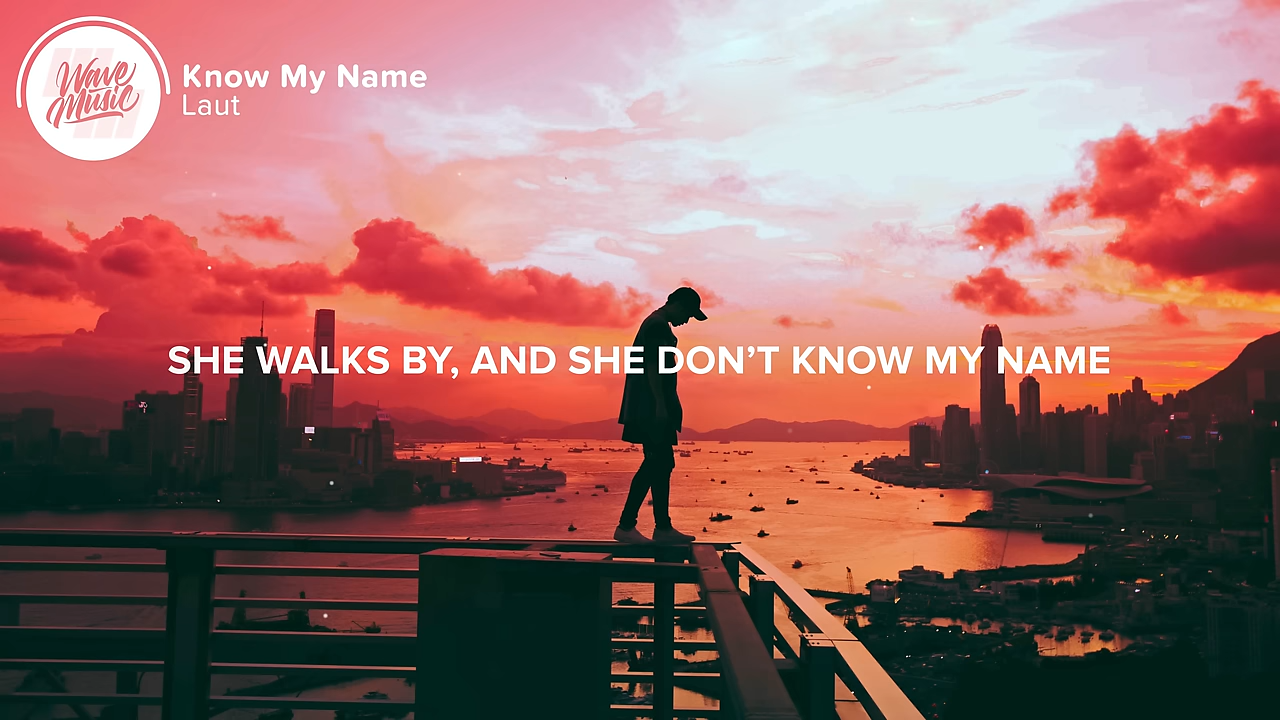 Wave
Music
Know My Name
Laut
SHE WALKS BY, AND SHE DON’T KNOW MY NAME